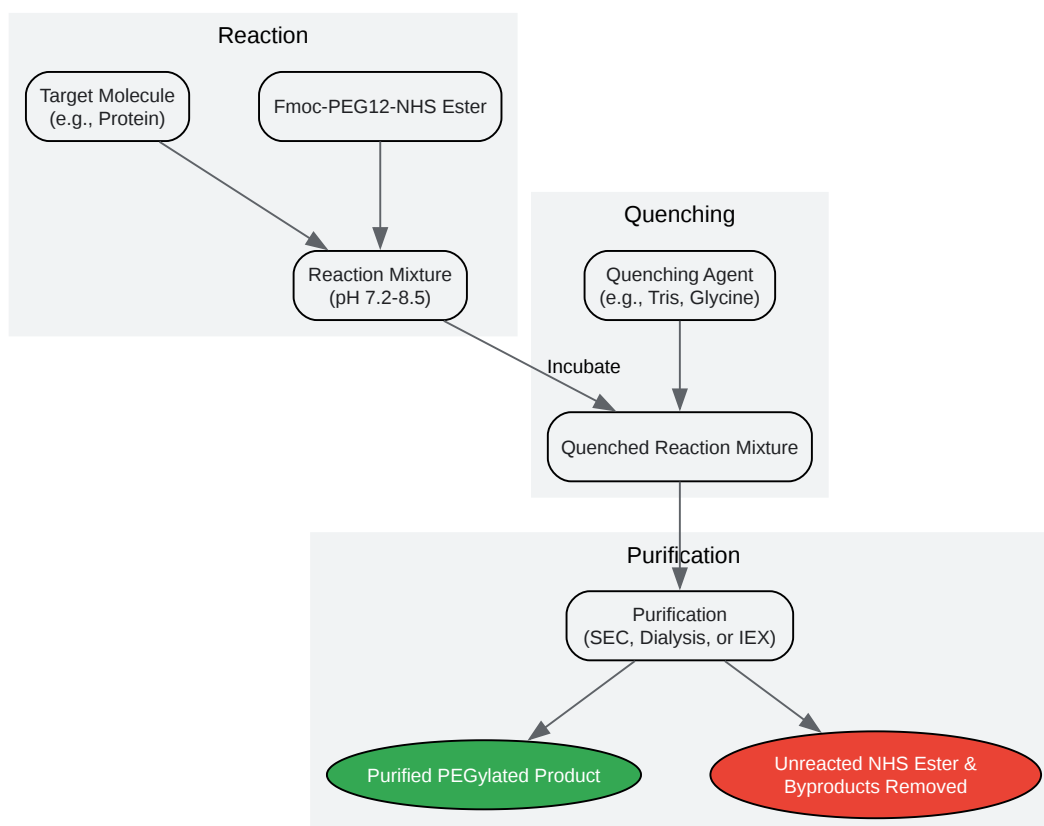 Reaction
Target Molecule
(e.g., Protein)
Fmoc-PEG12-NHS Ester
Reaction Mixture
(pH 7.2-8.5)
Quenching
Quenching Agent
(e.g., Tris, Glycine)
Incubate
Quenched Reaction Mixture
Purification
Purification
(SEC, Dialysis, or IEX)
Purified PEGylated Product
Unreacted NHS Ester &
Byproducts Removed